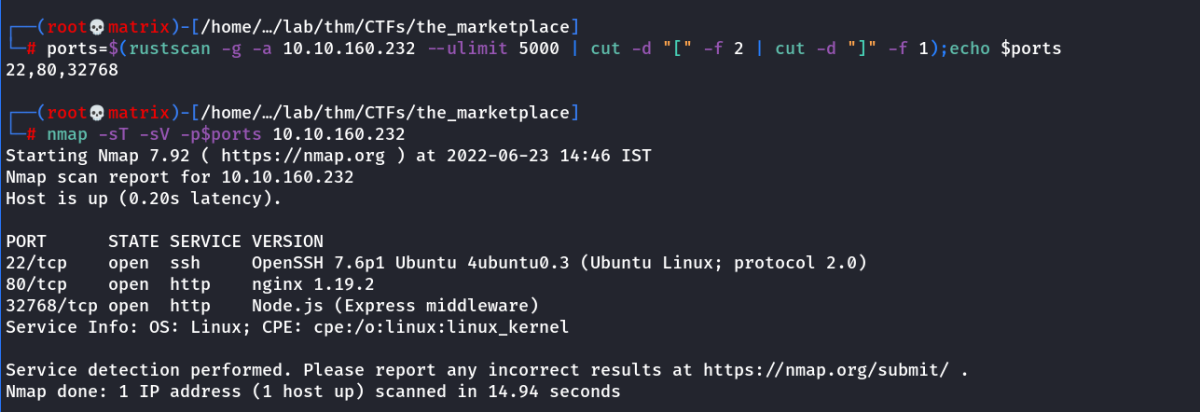 ┌──(root💀matrix)-[/home/…/lab/thm/CTFs/the_marketplace]
└─# ports=$(rustscan -g -a 10.10.160.232 --ulimit 5000 | cut -d "[" -f 2 | cut -d "]" -f 1);echo $ports
22,80,32768
┌──(root💀matrix)-[/home/…/lab/thm/CTFs/the_marketplace]
└─# nmap -sT -sV -p$ports 10.10.160.232
Starting Nmap 7.92 ( https://nmap.org ) at 2022-06-23 14:46 IST
Nmap scan report for 10.10.160.232
Host is up (0.20s latency).
PORT      STATE SERVICE VERSION
22/tcp    open  ssh     OpenSSH 7.6p1 Ubuntu 4ubuntu0.3 (Ubuntu Linux; protocol 2.0)
80/tcp    open  http    nginx 1.19.2
32768/tcp open  http    Node.js (Express middleware)
Service Info: OS: Linux; CPE: cpe:/o:linux:linux_kernel
Service detection performed. Please report any incorrect results at https://nmap.org/submit/ .
Nmap done: 1 IP address (1 host up) scanned in 14.94 seconds